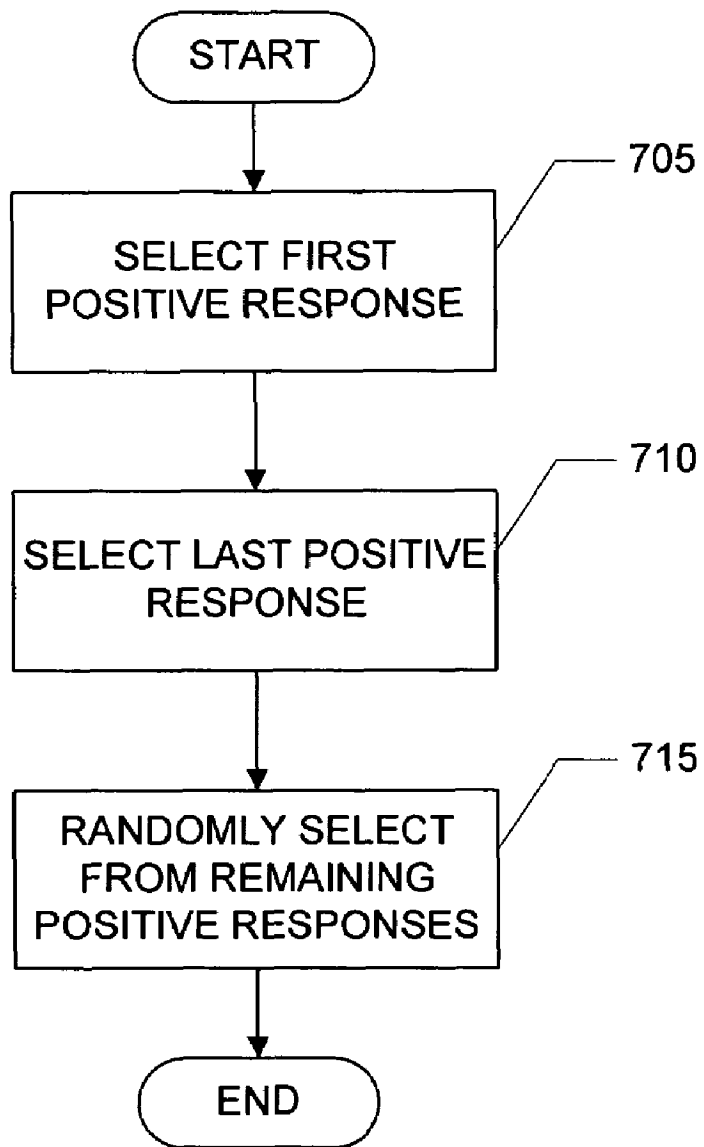 START
705
SELECT FIRST
POSITIVE RESPONSE
710
SELECT LAST POSITIVE
RESPONSE
715
RANDOMLY SELECT
FROM REMAINING
POSITIVE RESPONSES
END